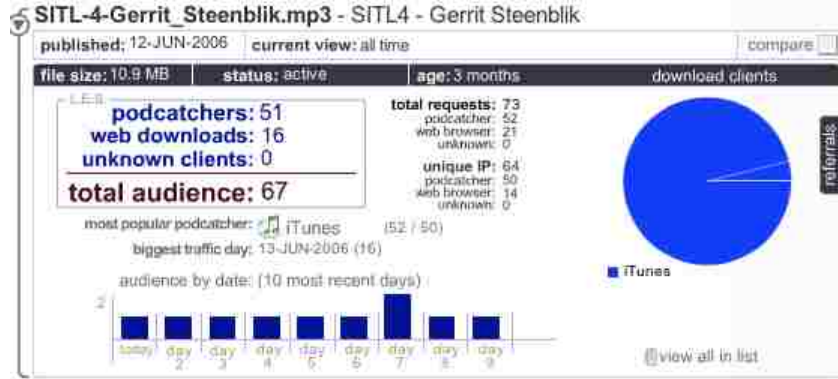 SITL-4-Gerrit_Steenblik.mp3 - SITL4 - Gerrit Steenblik
published: 12-JUN-2006 current view: all time compare
file size: 10.9 MB status: active age: 3 months download clients
L.E.S.
podcatchers: 51
web downloads: 16
unknown clients: 0
total audience: 67
total requests: 73
podcatcher: 52
web browser: 21
unknown: 0
unique IP: 64
podcatcher: 50
web browser: 14
unknown: 0
referrals
most popular podcatcher: iTunes (52 / 50)
biggest traffic day: 13-JUN-2006 (16)
iTunes
audience by date: (10 most recent days)
2
today day 2 day 3 day 4 day 5 day 6 day 7 day 8 day 9
view all in list